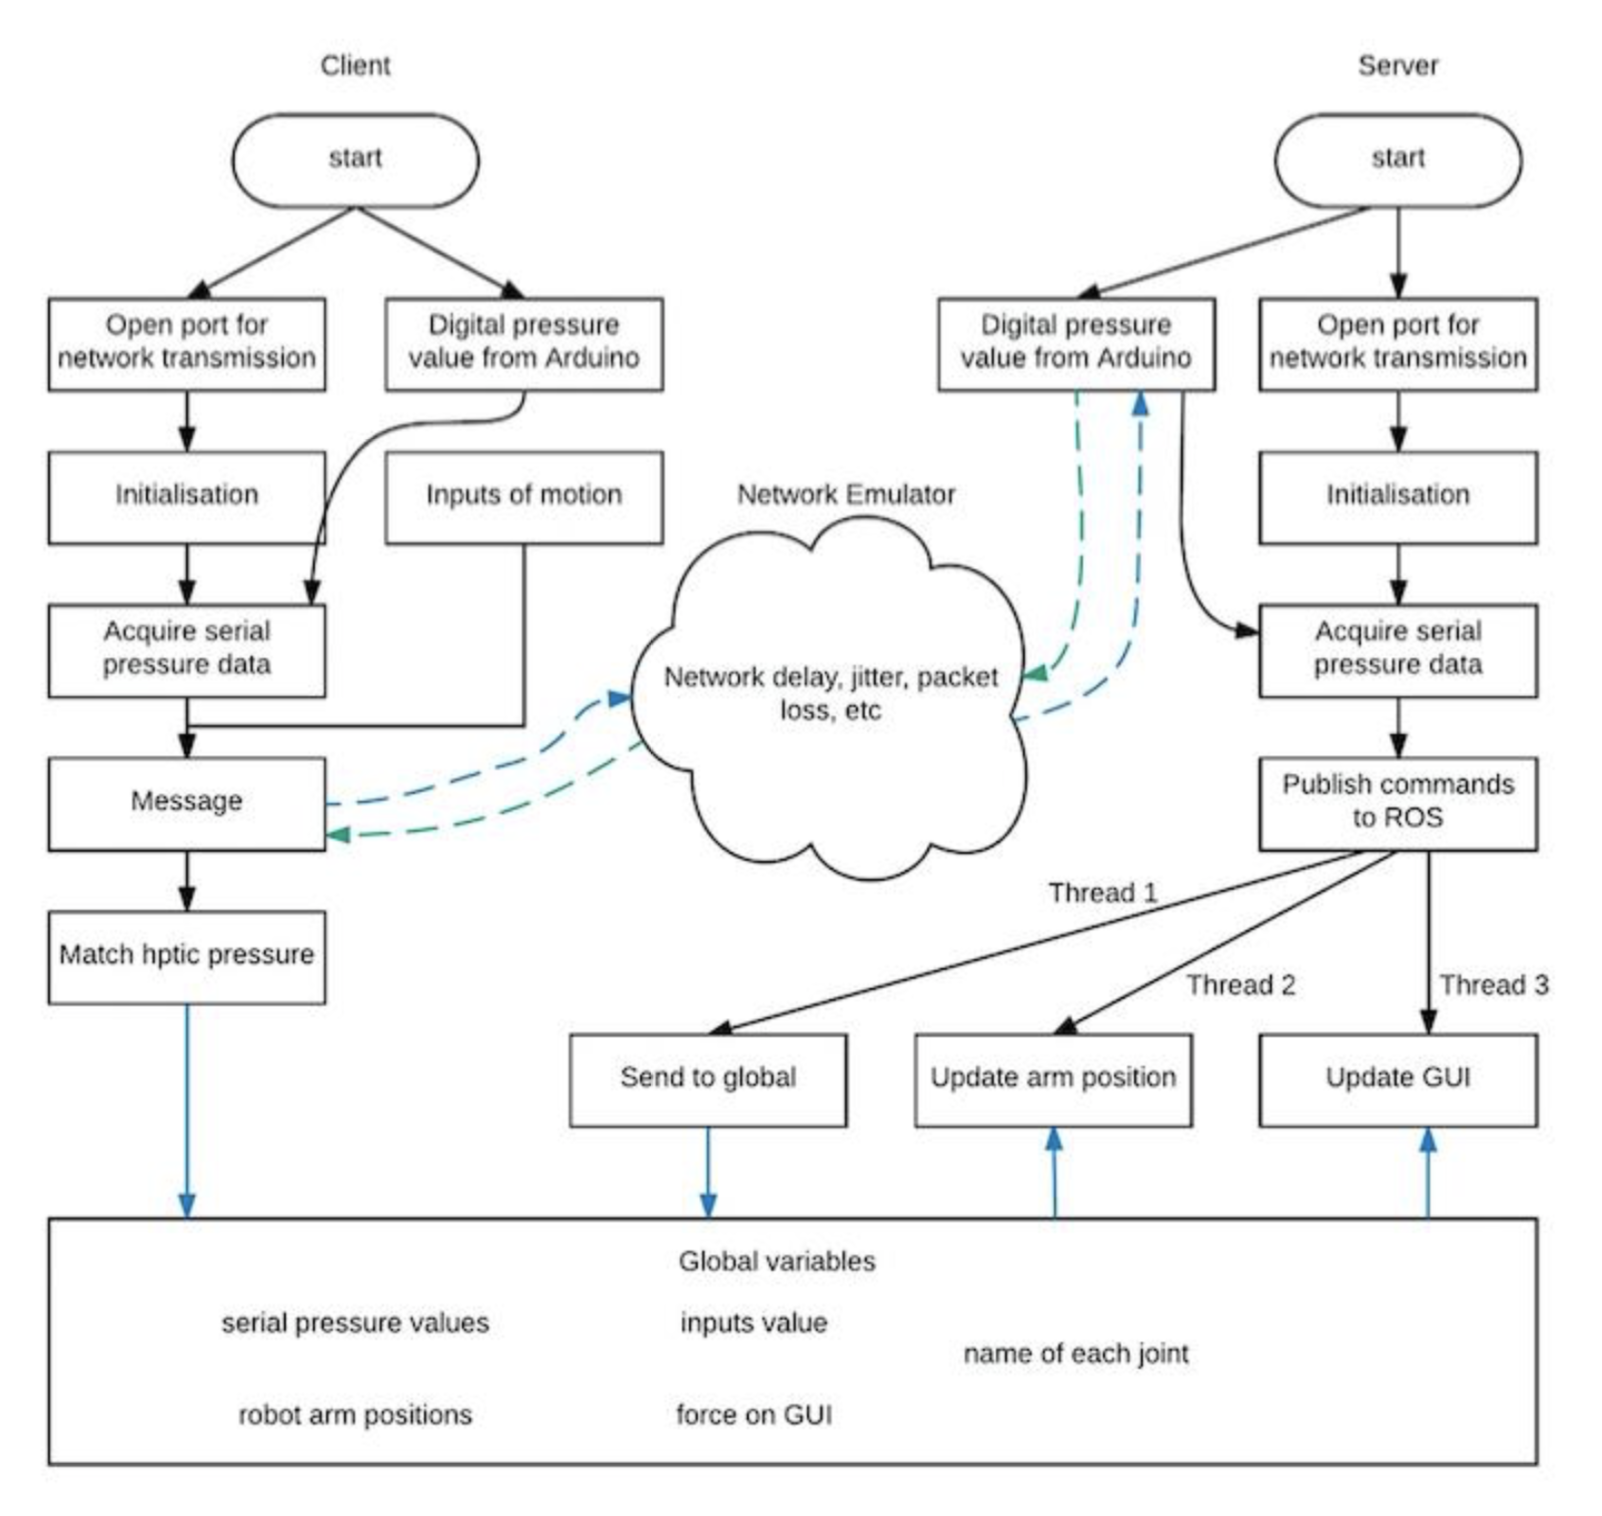 Client
Server
start
start
Open port for
network transmission
Digital pressure
value from Arduino
Digital pressure
value from Arduino
Open port for
network transmission
Initialisation
Inputs of motion
Network Emulator
Initialisation
Acquire serial
pressure data
Network delay, jitter, packet
loss, etc
Acquire serial
pressure data
Message
Publish commands
to ROS
Thread 1
Match hptic pressure
Thread 2
Thread 3
Send to global
Update arm position
Update GUI
Global variables
serial pressure values
inputs value
name of each joint
robot arm positions
force on GUI